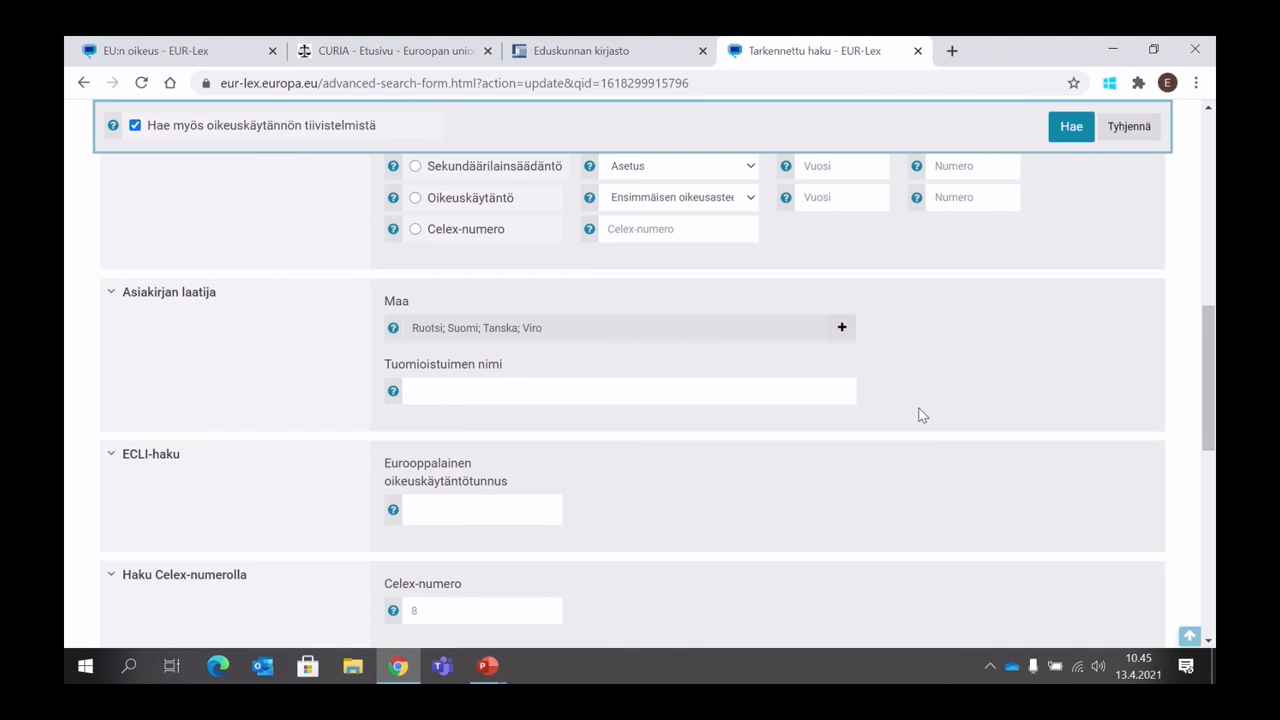 EU:n oikeus - EUR-Lex
CURIA - Etusivu - Euroopan unio
Eduskunnan kirjasto
Tarkennettu haku - EUR-Lex
eur-lex.europa.eu/advanced-search-form.html?action=update&qid=1618299915796
E
Hae myös oikeuskäytännön tiivistelmistä
Hae
Tyhjennä
Sekundäärilainsäädäntö
Asetus
Vuosi
Numero
Oikeuskäytäntö
Ensimmäisen oikeusastee
Vuosi
Numero
Celex-numero
Celex-numero
Asiakirjan laatija
Maa
Ruotsi; Suomi; Tanska; Viro
Tuomioistuimen nimi
ECLI-haku
Eurooppalainen
oikeuskäytäntötunnus
Haku Celex-numerolla
Celex-numero
8
10.45
13.4.2021